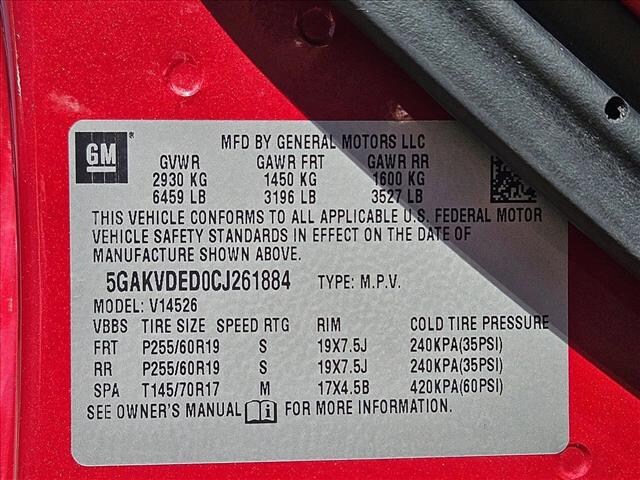 GM
MFD BY GENERAL MOTORS LLC
GVWR GAWR FRT GAWR RR
2930 KG 1450 KG 1600 KG
6459 LB 3196 LB 3527 LB
THIS VEHICLE CONFORMS TO ALL APPLICABLE U.S. FEDERAL MOTOR
VEHICLE SAFETY STANDARDS IN EFFECT ON THE DATE OF
MANUFACTURE SHOWN ABOVE.
5GAKVDED0CJ261884 TYPE: M.P.V.
MODEL: V14526
VBBS TIRE SIZE SPEED RTG RIM COLD TIRE PRESSURE
FRT P255/60R19 S 19X7.5J 240KPA(35PSI)
RR P255/60R19 S 19X7.5J 240KPA(35PSI)
SPA T145/70R17 M 17X4.5B 420KPA(60PSI)
SEE OWNER'S MANUAL FOR MORE INFORMATION.